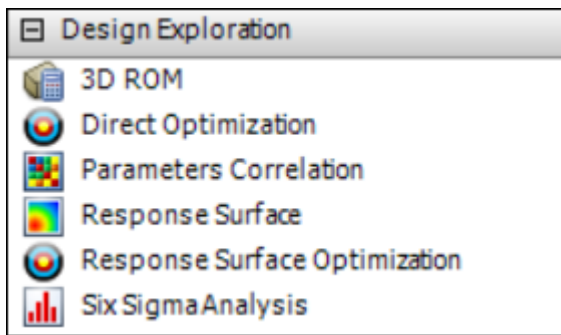 Design Exploration
3D ROM
Direct Optimization
Parameters Correlation
Response Surface
Response Surface Optimization
Six Sigma Analysis